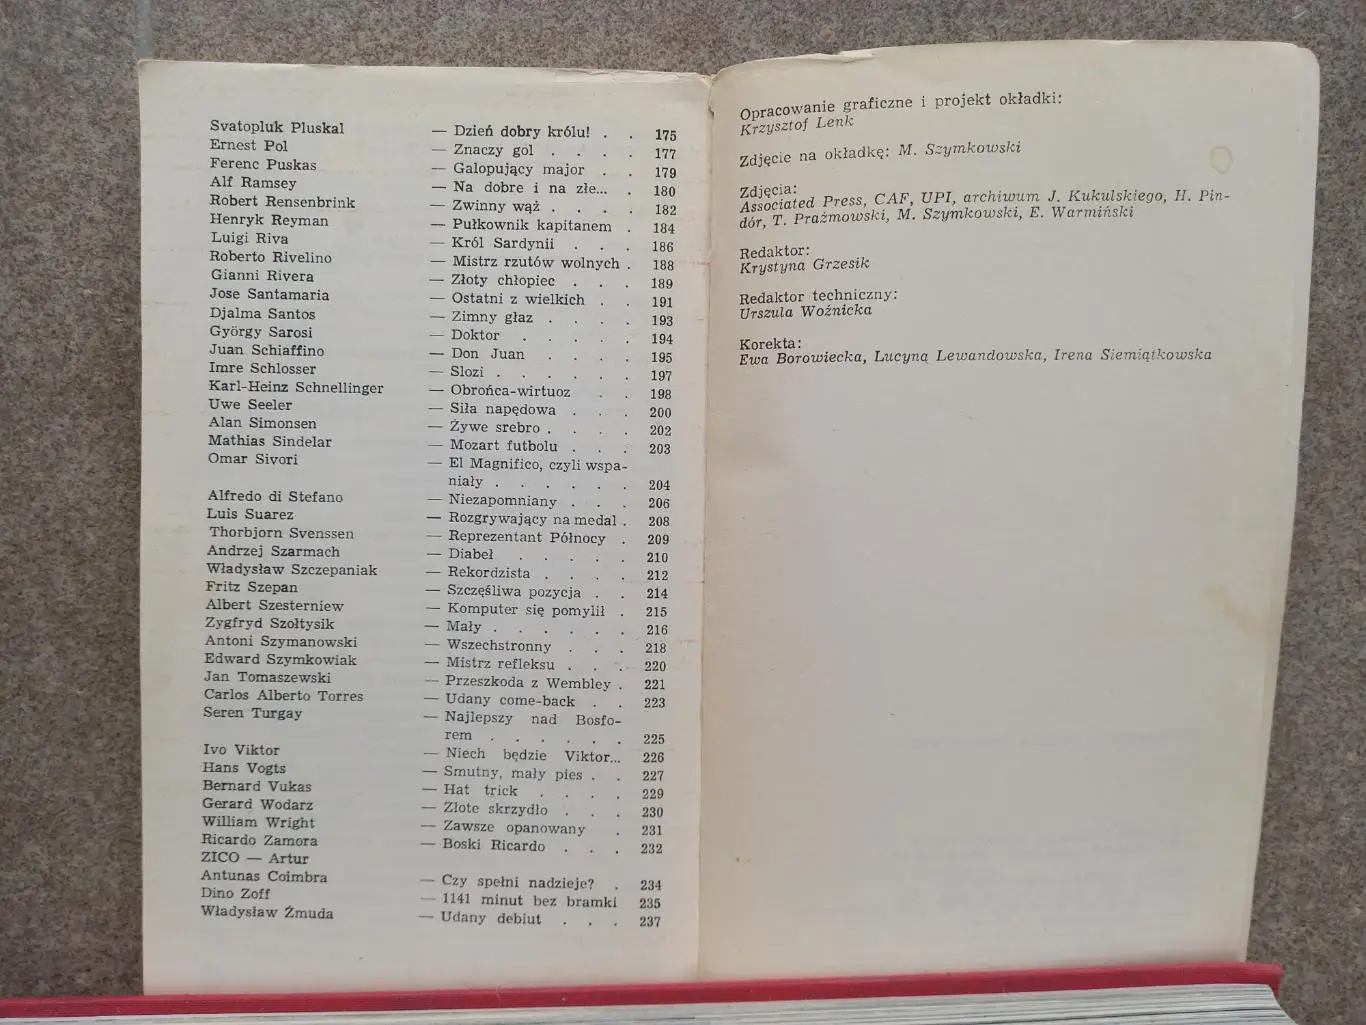 Svatopluk Pluskal — Dzień dobry królu! . . 175
Ernest Pol — Znaczy gol . . . . 177
Ferenc Puskas — Galopujący major . . 179
Alf Ramsey — Na dobre i na złe... . 180
Robert Rensenbrink — Zwinny wąż . . . . 182
Henryk Reyman — Pułkownik kapitanem . 184
Luigi Riva — Król Sardynii . . . 186
Roberto Rivelino — Mistrz rzutów wolnych . 188
Gianni Rivera — Złoty chłopiec . . . 189
Jose Santamaria — Ostatni z wielkich . . 191
Djalma Santos — Zimny głaz . . . . 193
György Sarosi — Doktor . . . . . 194
Juan Schiaffino — Don Juan . . . . 195
Imre Schlosser — Slozi . . . . . . 197
Karl-Heinz Schnellinger — Obrońca-wirtuoz . . 198
Uwe Seeler — Siła napędowa . . . 200
Alan Simonsen — Żywe srebro . . . . 202
Mathias Sindelar — Mozart futbolu . . . 203
Omar Sivori — El Magnifico, czyli wspa-
niały . . . . . . 204
Alfredo di Stefano — Niezapomniany . . . 206
Luis Suarez — Rozgrywający na medal . 208
Thorbjorn Svenssen — Reprezentant Północy . 209
Andrzej Szarmach — Diabeł . . . . . 210
Władysław Szczepaniak — Rekordzista . . . . 212
Fritz Szepan — Szczęśliwa pozycja . . 214
Albert Szesterniew — Komputer się pomylił . 215
Zygfryd Szołtysik — Mały . . . . . . 216
Antoni Szymanowski — Wszechstronny . . . 218
Edward Szymkowiak — Mistrz refleksu . . . 220
Jan Tomaszewski — Przeszkoda z Wembley . 221
Carlos Alberto Torres — Udany come-back . . 223
Seren Turgay — Najlepszy nad Bosfo-
rem . . . . . . 225
Ivo Viktor — Niech będzie Viktor... 226
Hans Vogts — Smutny, mały pies . . 227
Bernard Vukas — Hat trick . . . . 229
Gerard Wodarz — Złote skrzydło . . . 230
William Wright — Zawsze opanowany . 231
Ricardo Zamora — Boski Ricardo . . . 232
ZICO — Artur
Antunas Coimbra — Czy spełni nadzieje? . 234
Dino Zoff — 1141 minut bez bramki 235
Władysław Żmuda — Udany debiut . . . 237
Opracowanie graficzne i projekt okładki:
Krzysztof Lenk
Zdjęcie na okładkę: M. Szymkowski
Zdjęcia:
Associated Press, CAF, UPI, archiwum J. Kukulskiego, H. Pin-
dór, T. Prażmowski, M. Szymkowski, E. Warmiński
Redaktor:
Krystyna Grzesik
Redaktor techniczny:
Urszula Woźnicka
Korekta:
Ewa Borowiecka, Lucyna Lewandowska, Irena Siemiątkowska